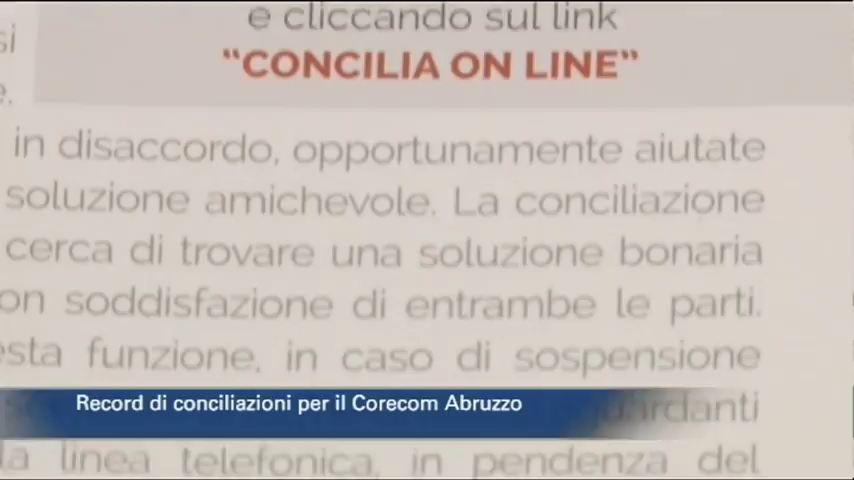 e cliccando sul link
si
“CONCILIA ON LINE”
e.
in disaccordo, opportunamente aiutate
soluzione amichevole. La conciliazione
cerca di trovare una soluzione bonaria
on soddisfazione di entrambe le parti.
esta funzione, in caso di sospensione
Record di conciliazioni per il Corecom Abruzzo
la linea telefonica, in pendenza del